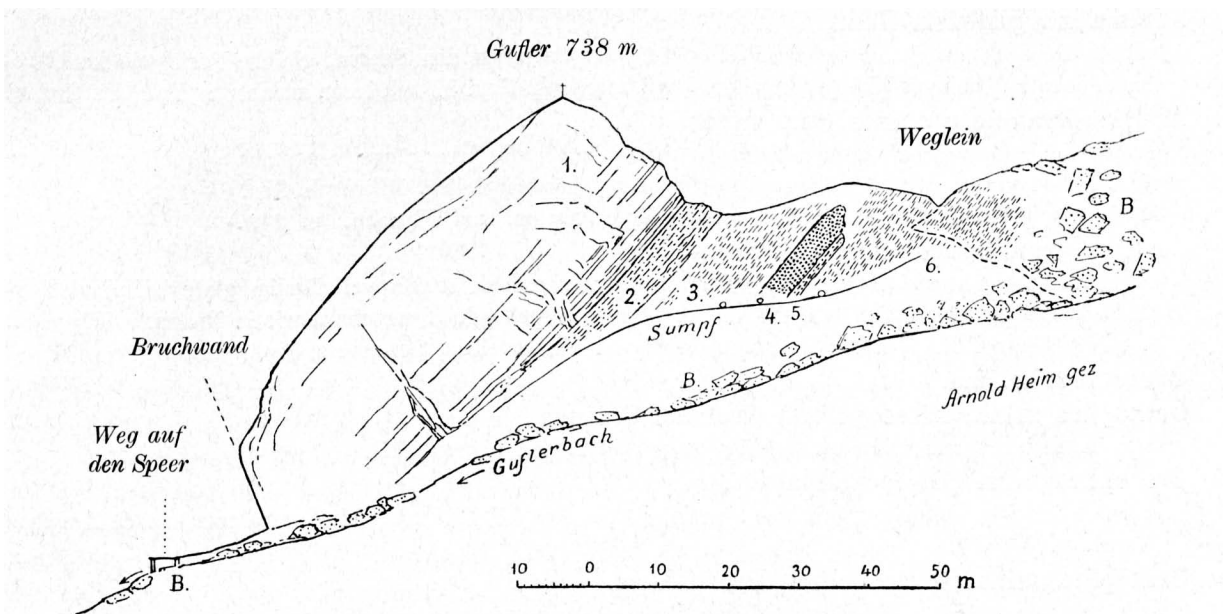 Gufler 738 m
Weglein
1.
B
2.
3.
6.
4. 5.
Sumpf
Bruchwand
B.
Arnold Heim gez
Weg auf
den Speer
Guflerbach
B.
10 0 10 20 30 40 50 m